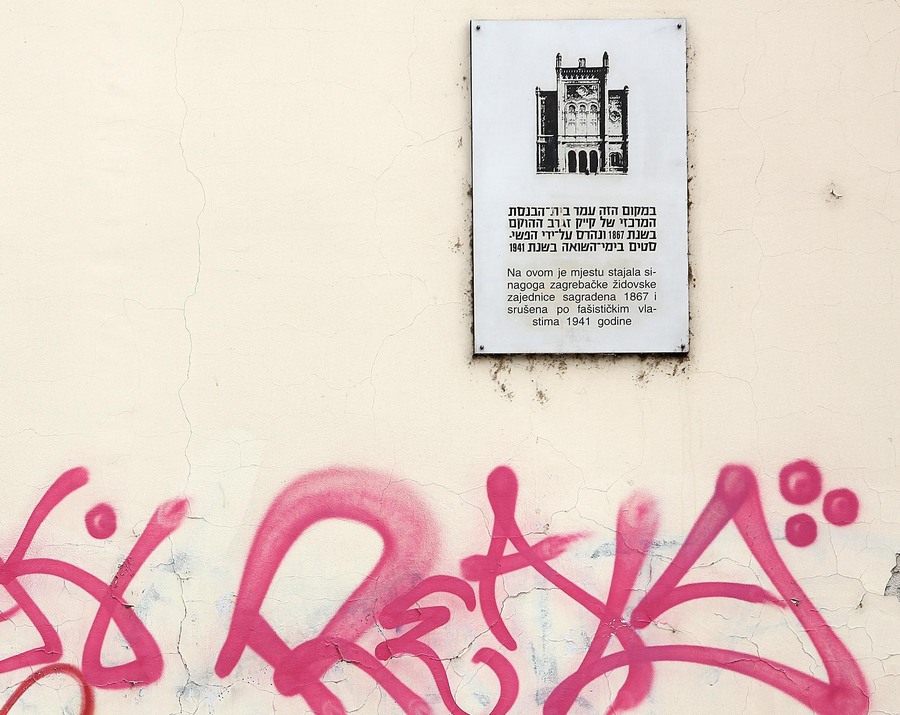 במקום הזה עמד בית־הכנסת
המרכזי של קייק זגרב ההוקם
בשנת 1867 ונהרס על־ידי הפשי־
סטים בימי־השואה בשנת 1941
Na ovom je mjestu stajala si-
nagoga zagrebačke židovske
zajednice sagrađena 1867 i
srušena po fašističkim vla-
stima 1941 godine